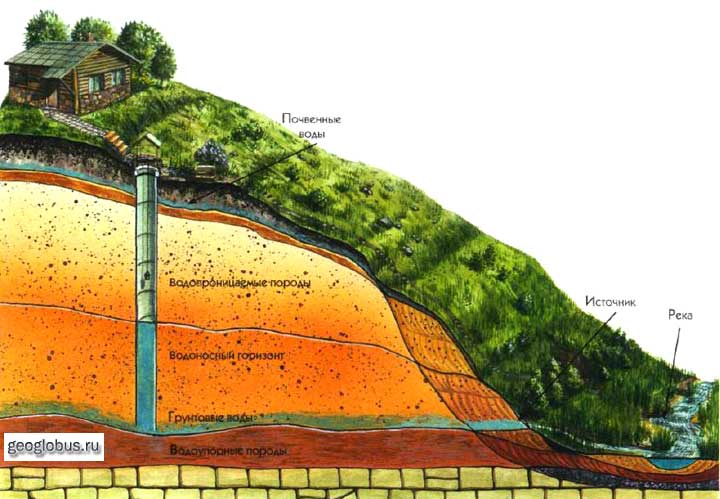 Почвенные
воды
Водопроницаемые породы
Источник
Река
Водоносный горизонт
Грунтовые воды
geoglobus.ru
Водоупорные породы